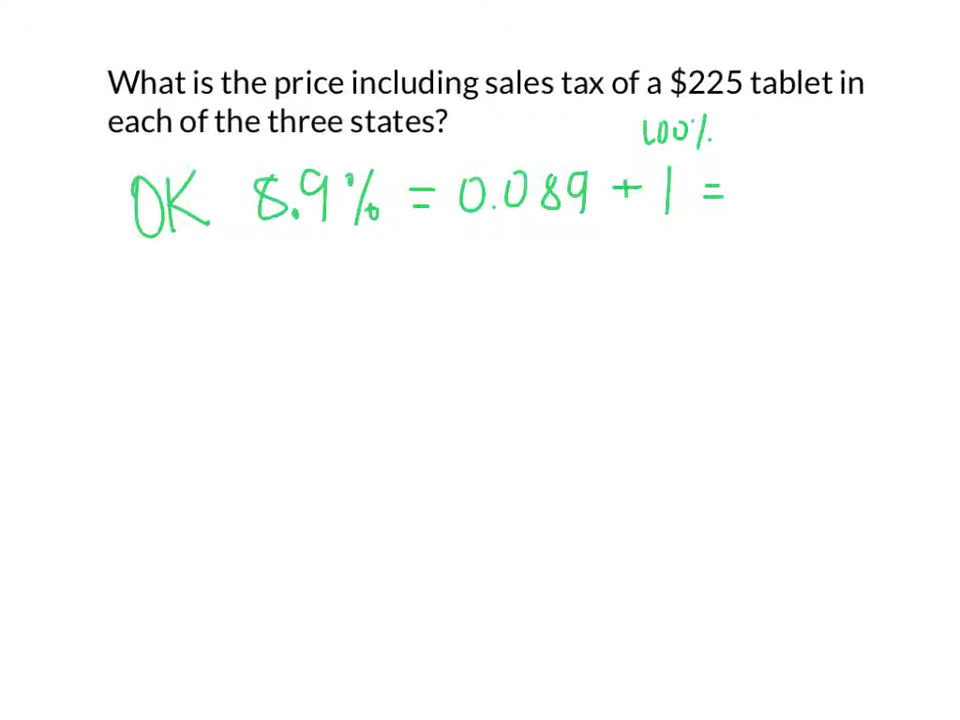 What is the price including sales tax of a $225 tablet in
each of the three states?
100%
OK 8.9% = 0.089 + 1 =